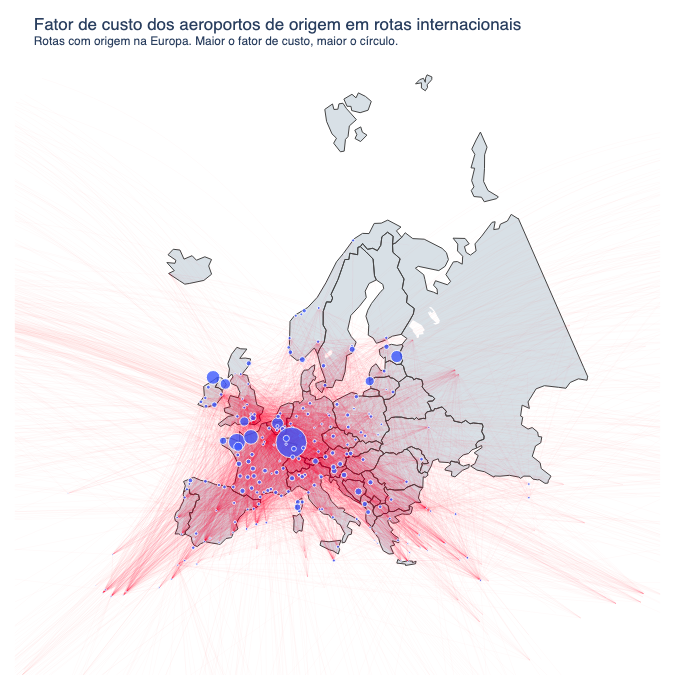 Fator de custo dos aeroportos de origem em rotas internacionais
Rotas com origem na Europa. Maior o fator de custo, maior o círculo.